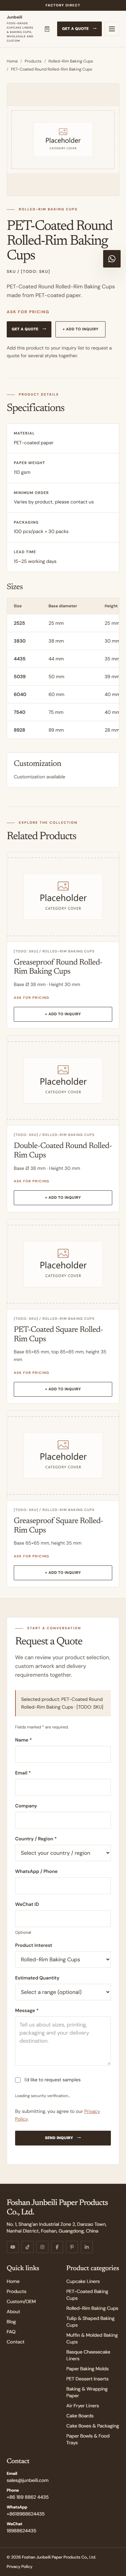 FACTORY DIRECT
Junbeili
FOOD-GRADE
CUPCAKE LINERS
& BAKING CUPS,
WHOLESALE AND
CUSTOM
GET A QUOTE →
Home / Products / Rolled-Rim Baking Cups
/ PET-Coated Round Rolled-Rim Baking Cups
Placeholder
CATEGORY COVER
ROLLED-RIM BAKING CUPS
PET-Coated Round
Rolled-Rim Baking
Cups
SKU / [TODO: SKU]
PET-Coated Round Rolled-Rim Baking Cups
made from PET-coated paper.
ASK FOR PRICING
GET A QUOTE →
+ ADD TO INQUIRY
Add this product to your inquiry list to request a
quote for several styles together.
PRODUCT DETAILS
Specifications
MATERIAL
PET-coated paper
PAPER WEIGHT
110 gsm
MINIMUM ORDER
Varies by product, please contact us
PACKAGING
100 pcs/pack × 30 packs
LEAD TIME
15–25 working days
Sizes
Size Base diameter Height
2525 25 mm 25 mm
3830 38 mm 30 mm
4435 44 mm 35 mm
5039 50 mm 39 mm
6040 60 mm 40 mm
7540 75 mm 40 mm
8928 89 mm 28 mm
Customization
Customization available
EXPLORE THE COLLECTION
Related Products
Placeholder
CATEGORY COVER
[TODO: SKU] / ROLLED-RIM BAKING CUPS
Greaseproof Round Rolled-
Rim Baking Cups
Base Ø 38 mm · Height 30 mm
ASK FOR PRICING
+ ADD TO INQUIRY
Placeholder
CATEGORY COVER
[TODO: SKU] / ROLLED-RIM BAKING CUPS
Double-Coated Round Rolled-
Rim Cups
Base Ø 38 mm · Height 30 mm
ASK FOR PRICING
+ ADD TO INQUIRY
Placeholder
CATEGORY COVER
[TODO: SKU] / ROLLED-RIM BAKING CUPS
PET-Coated Square Rolled-
Rim Cups
Base 65×65 mm, top 85×85 mm; height 35
mm
ASK FOR PRICING
+ ADD TO INQUIRY
Placeholder
CATEGORY COVER
[TODO: SKU] / ROLLED-RIM BAKING CUPS
Greaseproof Square Rolled-
Rim Cups
Base 65×65 mm, height 35 mm
ASK FOR PRICING
+ ADD TO INQUIRY
START A CONVERSATION
Request a Quote
We can review your product selection,
custom artwork and delivery
requirements together.
Selected product: PET-Coated Round
Rolled-Rim Baking Cups · [TODO: SKU]
Fields marked * are required.
Name *
Email *
Company
Country / Region *
Select your country / region
WhatsApp / Phone
WeChat ID
Optional
Product Interest
Rolled-Rim Baking Cups
Estimated Quantity
Select a range (optional)
Message *
Tell us about sizes, printing,
packaging and your delivery
destination.
I'd like to request samples
Loading security verification…
By submitting, you agree to our Privacy
Policy.
SEND INQUIRY →
Foshan Junbeili Paper Products
Co., Ltd.
No. 1, Shang'an Industrial Zone 2, Danzao Town,
Nanhai District, Foshan, Guangdong, China
Quick links
Home
Products
Custom/OEM
About
Blog
FAQ
Contact
Product categories
Cupcake Liners
PET-Coated Baking
Cups
Rolled-Rim Baking Cups
Tulip & Shaped Baking
Cups
Muffin & Molded Baking
Cups
Basque Cheesecake
Liners
Paper Baking Molds
PET Dessert Inserts
Baking & Wrapping
Paper
Air Fryer Liners
Cake Boards
Cake Boxes & Packaging
Paper Bowls & Food
Trays
Contact
Email
sales@junbeili.com
Phone
+86 189 8862 4435
WhatsApp
+8618988624435
WeChat
18988624435
© 2026 Foshan Junbeili Paper Products Co., Ltd.
Privacy Policy